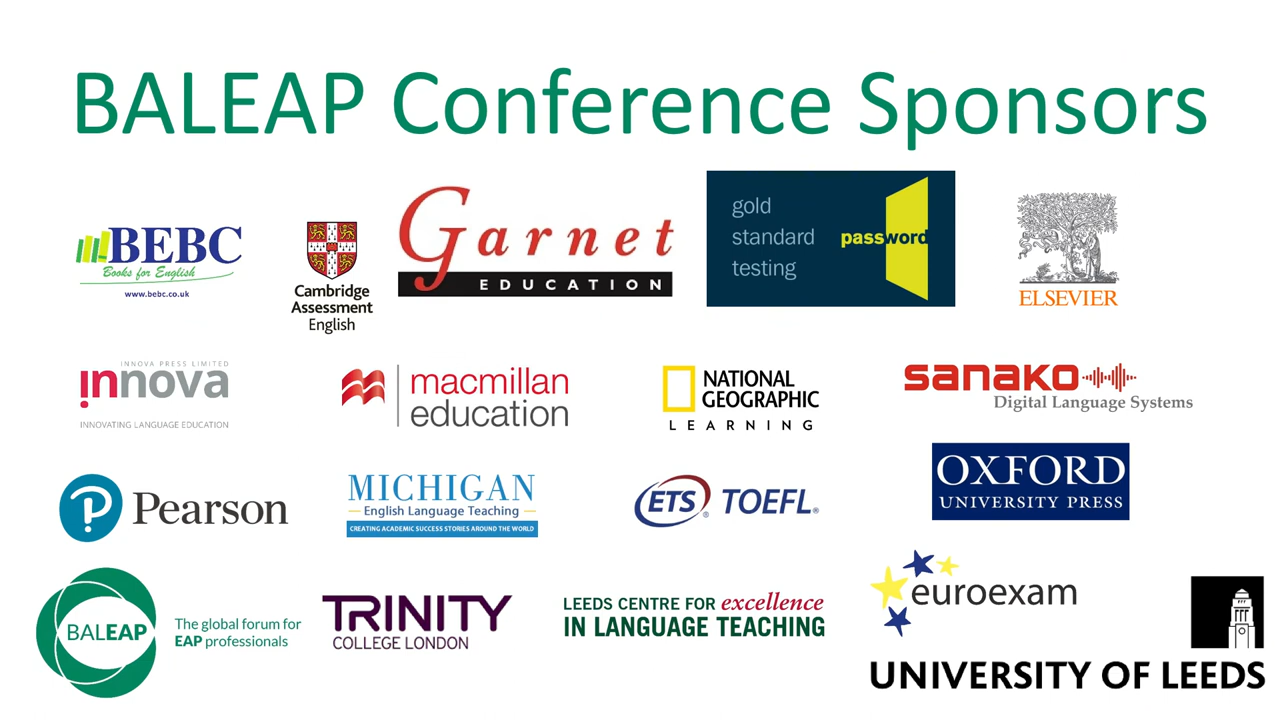 BALEAP Conference Sponsors
BEBC
Books for English
www.bebc.co.uk
Cambridge
Assessment
English
Garnet
EDUCATION
gold
standard
testing
password
ELSEVIER
INNOVA PRESS LIMITED
innova
INNOVATING LANGUAGE EDUCATION
macmillan
education
NATIONAL
GEOGRAPHIC
LEARNING
SANAKO
Digital Language Systems
Pearson
MICHIGAN
English Language Teaching
CREATING ACADEMIC SUCCESS STORIES AROUND THE WORLD
ETS® TOEFL®
OXFORD
UNIVERSITY PRESS
BALEAP
The global forum for
EAP professionals
TRINITY
COLLEGE LONDON
LEEDS CENTRE FOR excellence
IN LANGUAGE TEACHING
euroexam
UNIVERSITY OF LEEDS